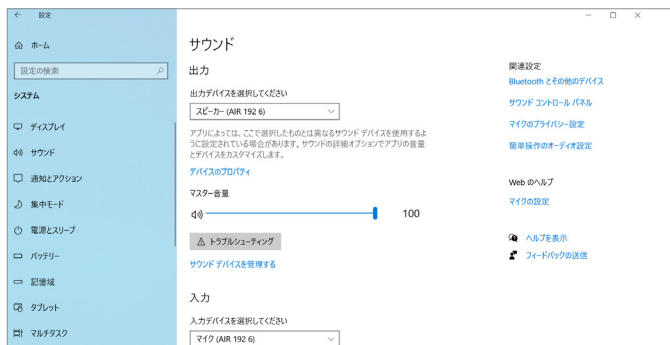 設定
ホーム
設定の検索
システム
ディスプレイ
サウンド
通知とアクション
集中モード
電源とスリープ
バッテリー
記憶域
タブレット
マルチタスク
サウンド
出力
出力デバイスを選択してください
スピーカー (AIR 192 6)
アプリによっては、ここで選択したものとは異なるサウンド デバイスを使用するよ
うに設定されている場合があります。サウンドの詳細オプションでアプリの音量
とデバイスをカスタマイズします。
デバイスのプロパティ
マスター音量
100
トラブルシューティング
サウンド デバイスを管理する
入力
入力デバイスを選択してください
マイク (AIR 192 6)
関連設定
Bluetooth とその他のデバイス
サウンド コントロール パネル
マイクのプライバシー設定
簡単操作のオーディオ設定
Web のヘルプ
マイクの設定
ヘルプを表示
フィードバックの送信